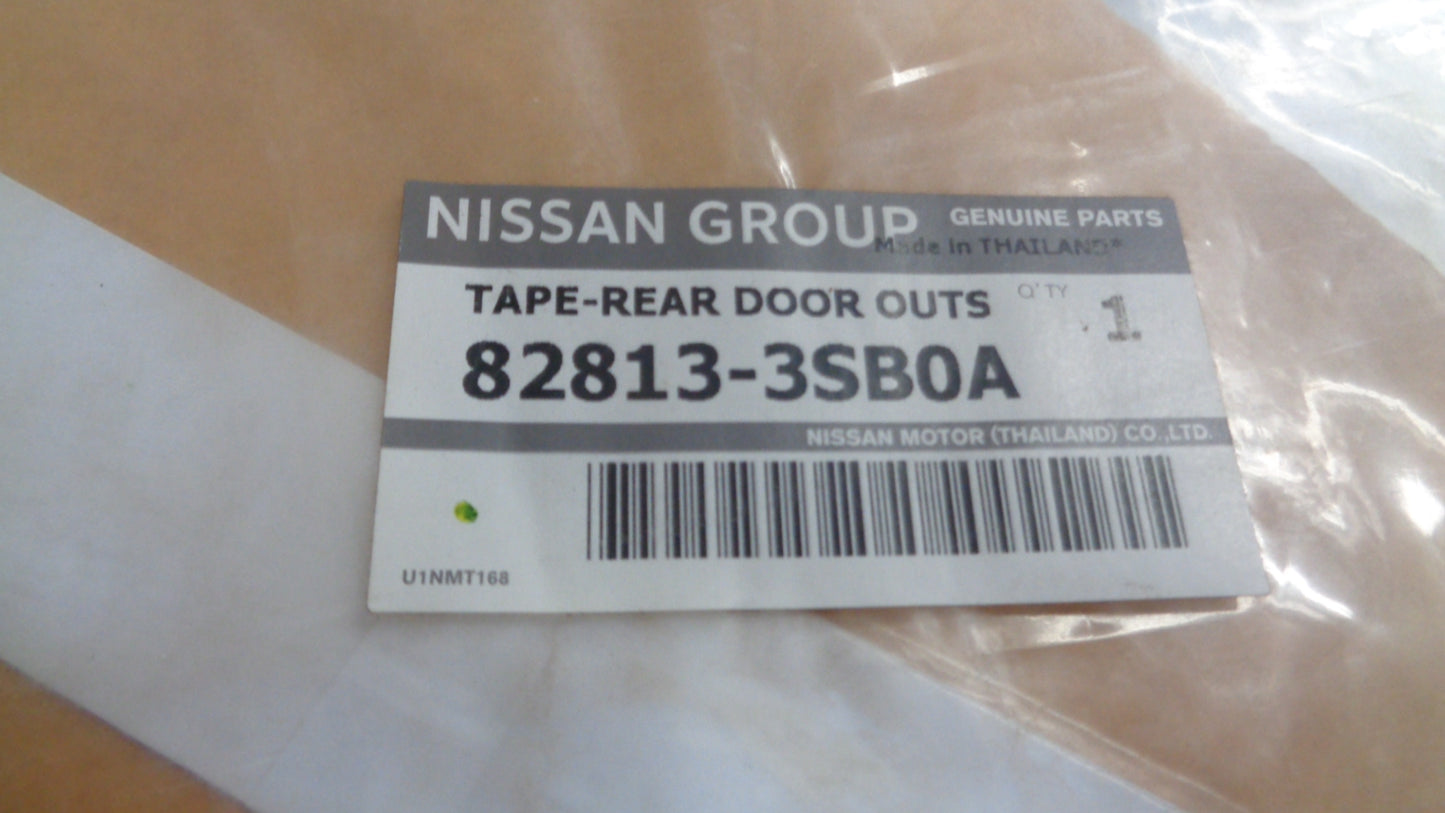 NISSAN GROUP GENUINE PARTS
Made in THAILAND*
TAPE-REAR DOOR OUTS Q'TY 1
82813-3SB0A
NISSAN MOTOR (THAILAND) CO.,LTD.
U1NMT168